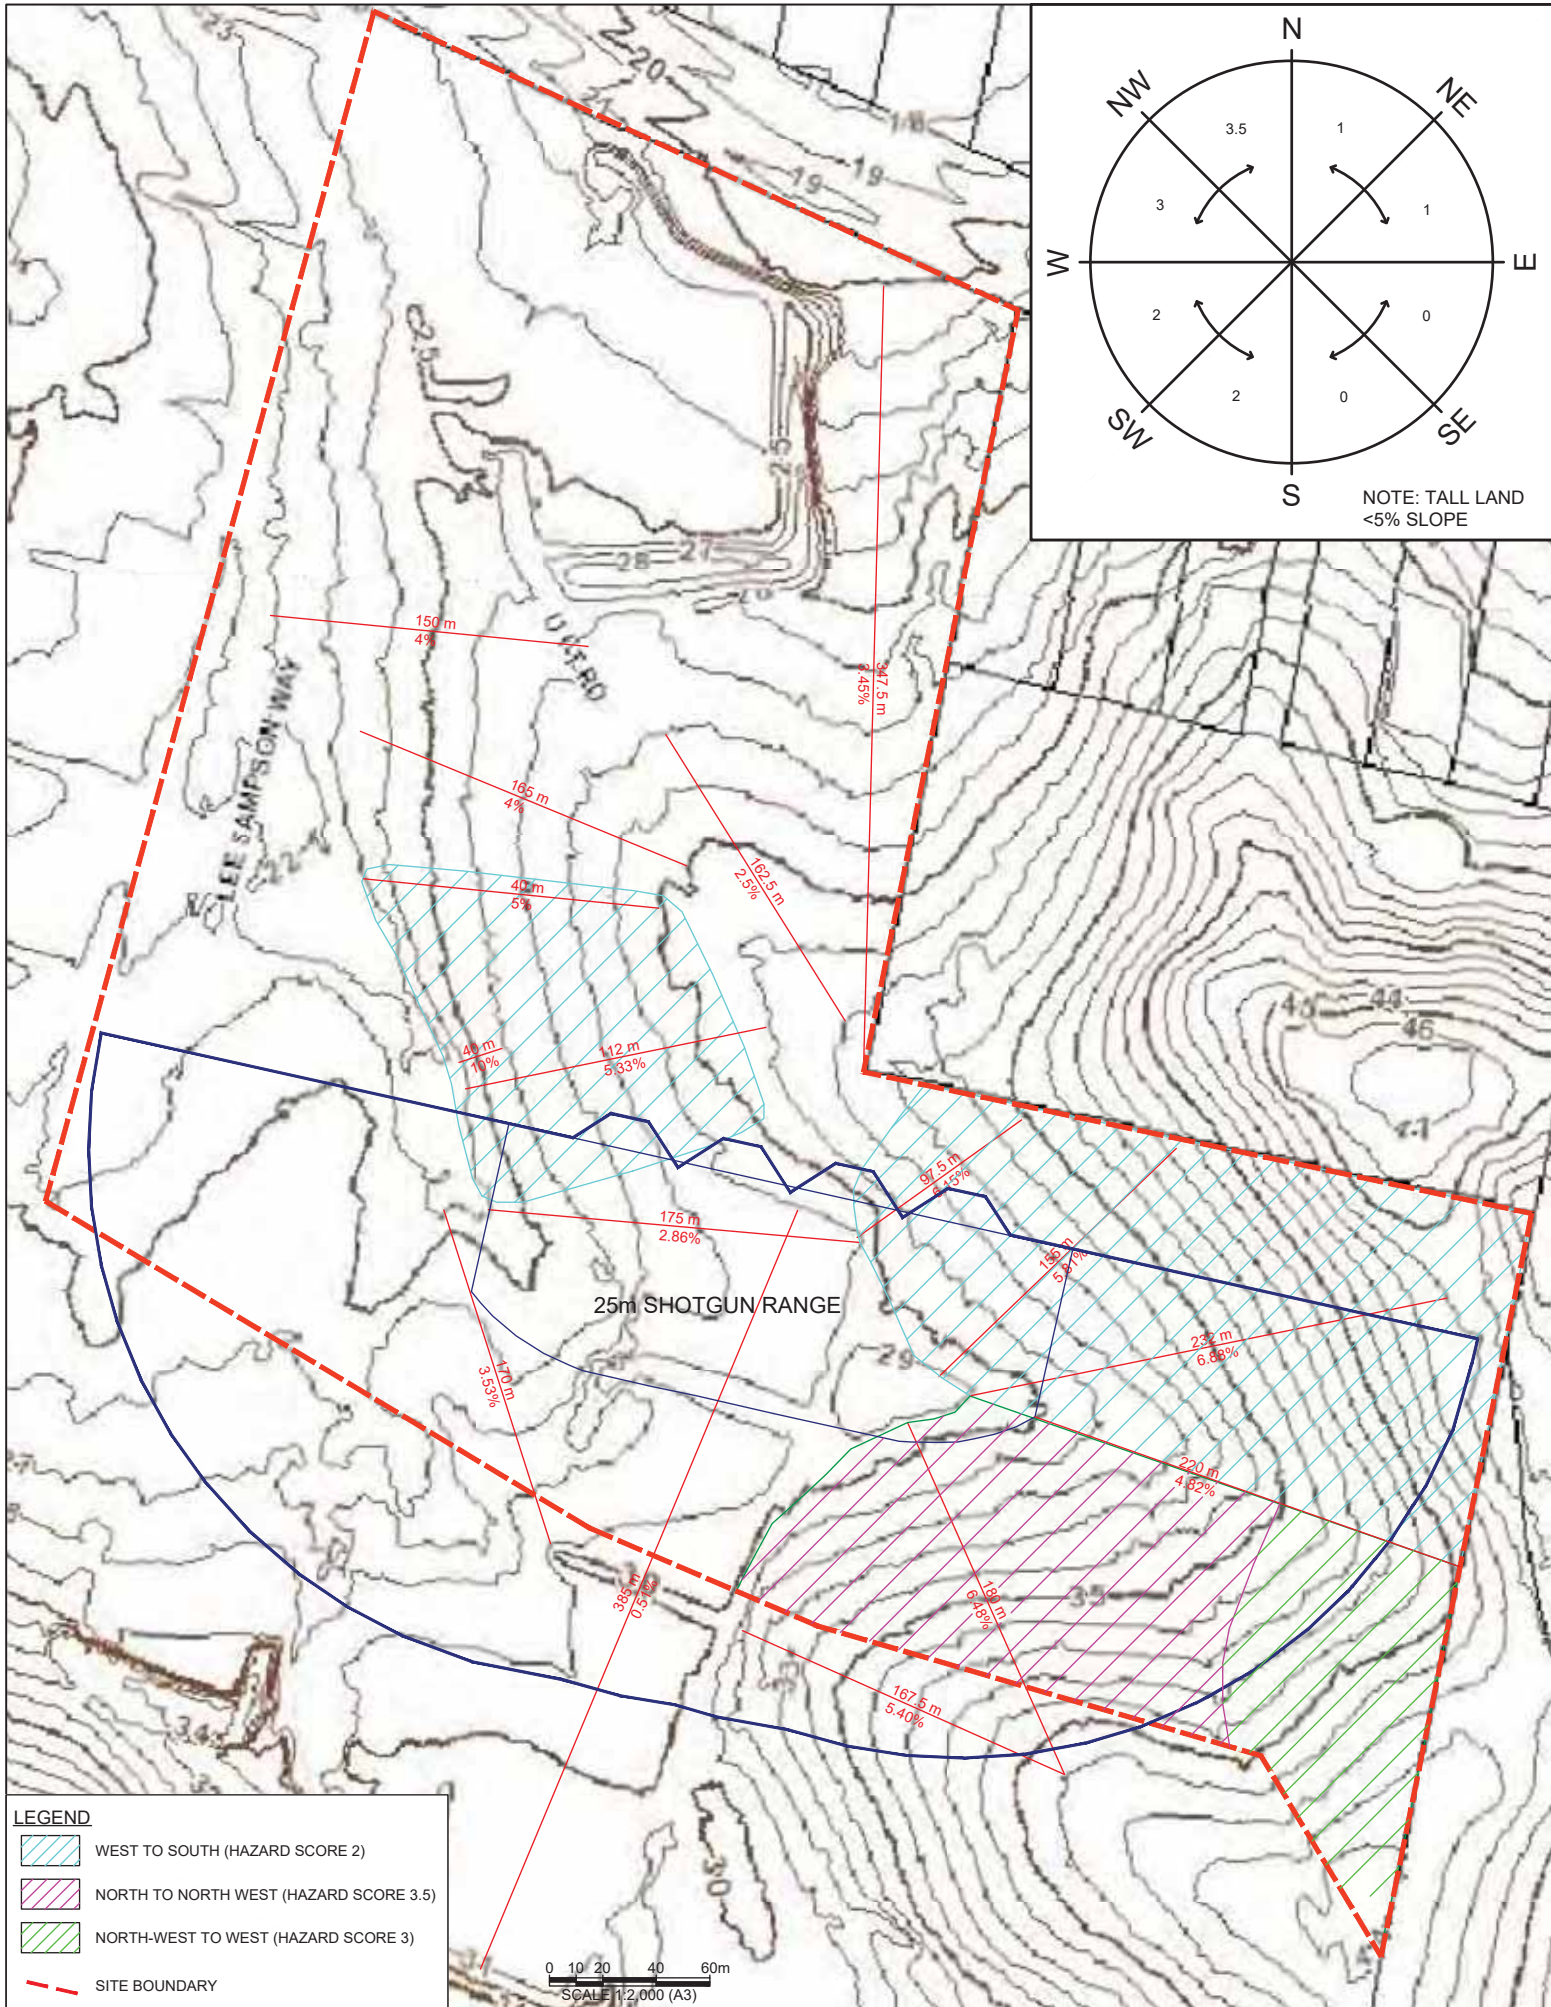 N
NW
NE
3.5
1
3
1
W
E
2
0
2
0
SW
SE
S
NOTE: TALL LAND
<5% SLOPE
20
19
19
25
28
27
150 m
4%
347.5 m
3.45%
LEE SAMPSON WAY
22
165 m
4%
162.5 m
2.5%
40 m
5%
44
46
40 m
10%
112 m
5.33%
97.5 m
6.15%
175 m
2.86%
155 m
5.81%
25m SHOTGUN RANGE
29
232 m
6.88%
170 m
3.53%
220 m
4.82%
385 m
0.51%
180 m
6.48%
35
167.5 m
5.40%
34
30
LEGEND
WEST TO SOUTH (HAZARD SCORE 2)
NORTH TO NORTH WEST (HAZARD SCORE 3.5)
NORTH-WEST TO WEST (HAZARD SCORE 3)
SITE BOUNDARY
0 10 20 40 60m
SCALE 1:2,000 (A3)